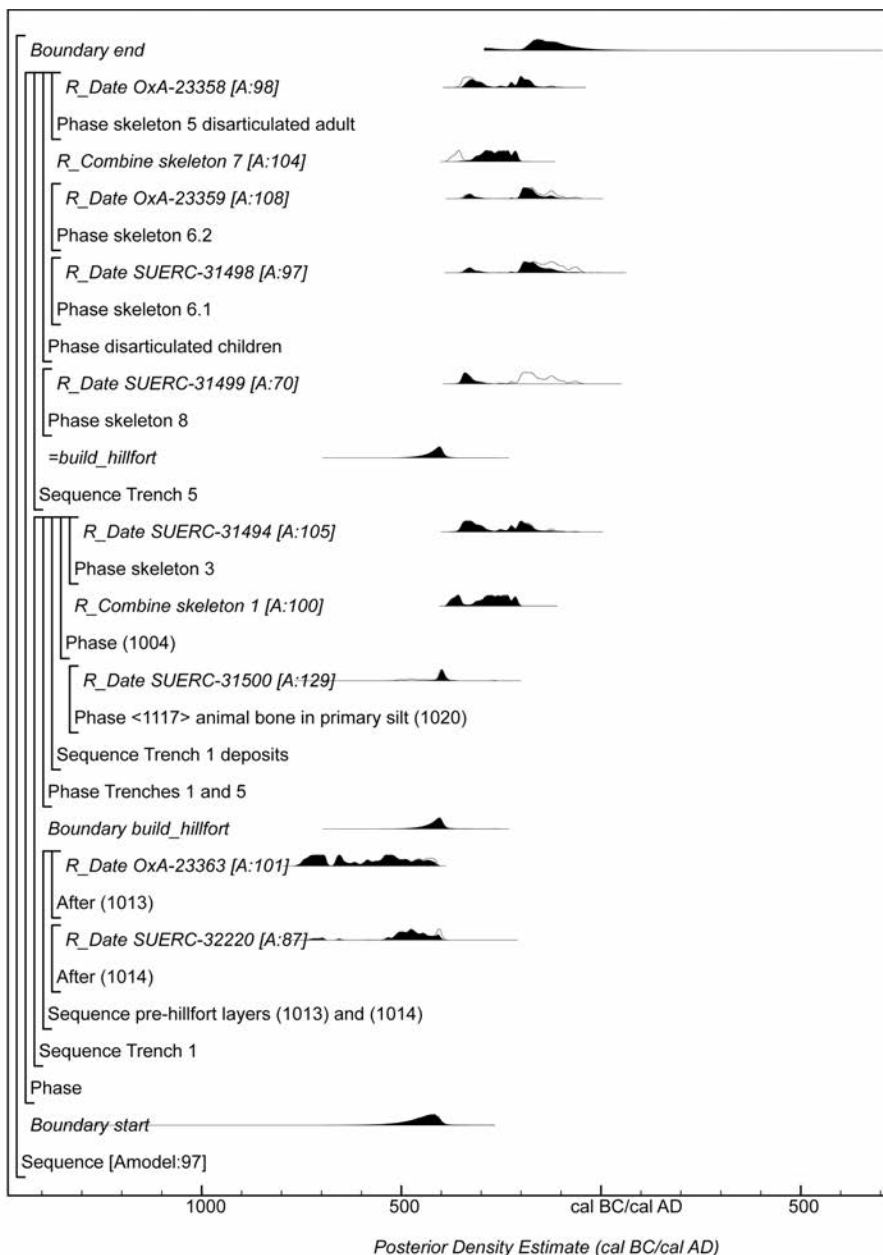 Boundary end
R_Date OxA-23358 [A:98]
Phase skeleton 5 disarticulated adult
R_Combine skeleton 7 [A:104]
R_Date OxA-23359 [A:108]
Phase skeleton 6.2
R_Date SUERC-31498 [A:97]
Phase skeleton 6.1
Phase disarticulated children
R_Date SUERC-31499 [A:70]
Phase skeleton 8
=build_hillfort
Sequence Trench 5
R_Date SUERC-31494 [A:105]
Phase skeleton 3
R_Combine skeleton 1 [A:100]
Phase (1004)
R_Date SUERC-31500 [A:129]
Phase <1117> animal bone in primary silt (1020)
Sequence Trench 1 deposits
Phase Trenches 1 and 5
Boundary build_hillfort
R_Date OxA-23363 [A:101]
After (1013)
R_Date SUERC-32220 [A:87]
After (1014)
Sequence pre-hillfort layers (1013) and (1014)
Sequence Trench 1
Phase
Boundary start
Sequence [Amodel:97]
1000 500 cal BC/cal AD 500
Posterior Density Estimate (cal BC/cal AD)